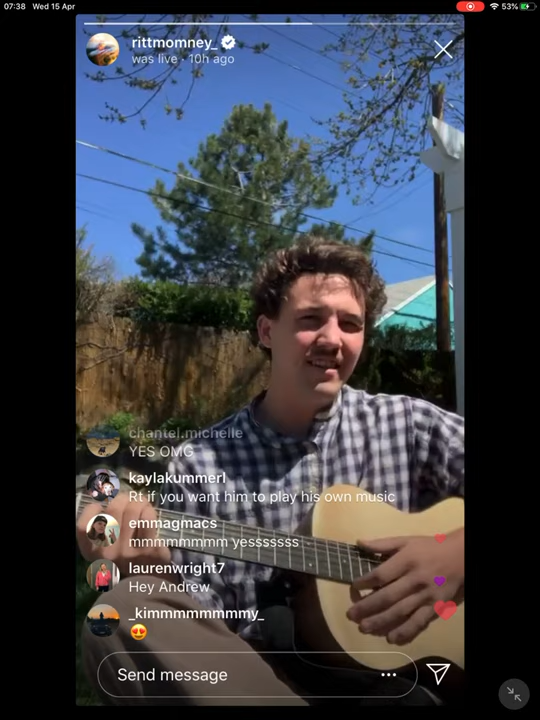 07:38 Wed 15 Apr
53%
rittmomney_
was live · 10h ago
chantel.michelle
YES OMG
kaylakummerl
Rt if you want him to play his own music
emmagmacs
mmmmmmmm yesssssss
laurenwright7
Hey Andrew
_kimmmmmmmmy_
😍
Send message